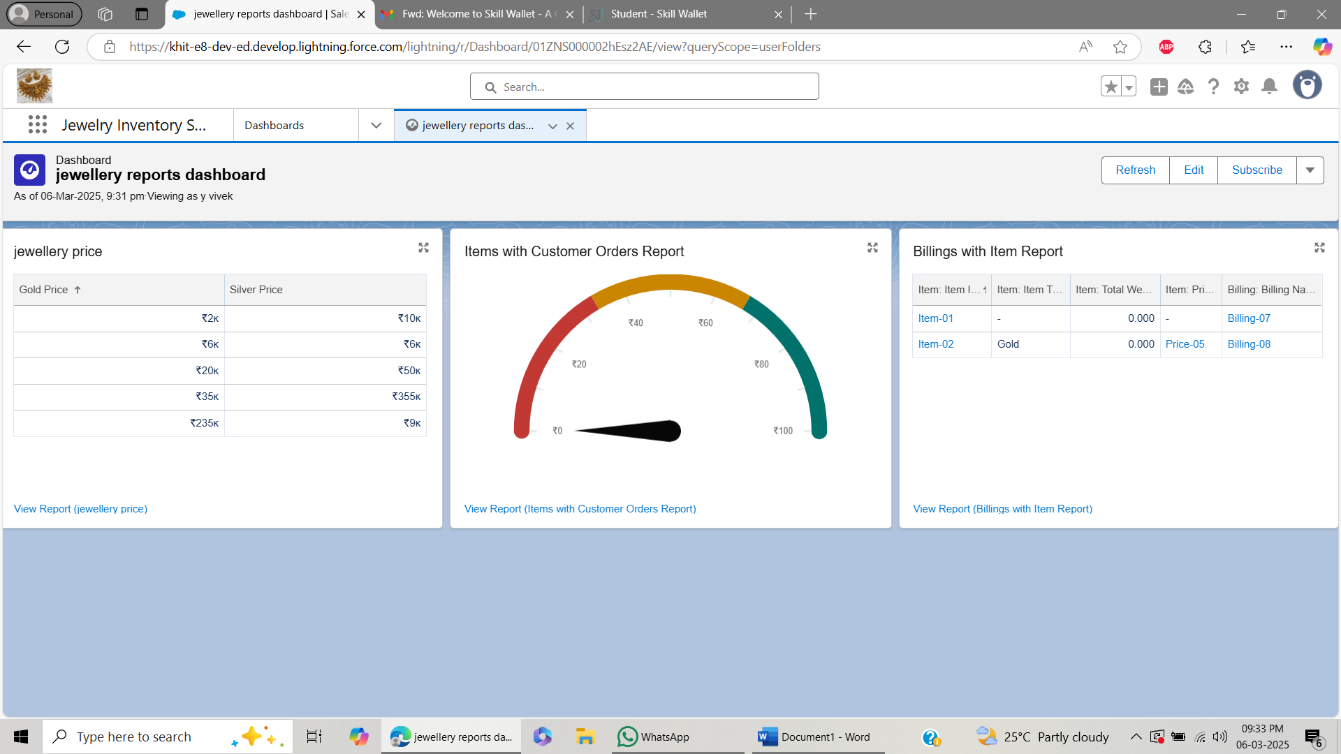 Personal
jewellery reports dashboard | Sale
Fwd: Welcome to Skill Wallet - A
Student - Skill Wallet
https://khit-e8-dev-ed.develop.lightning.force.com/lightning/r/Dashboard/01ZNS000002hEsz2AE/view?queryScope=userFolders
ABP
Search...
Jewelry Inventory S...
Dashboards
jewellery reports das...
Dashboard
jewellery reports dashboard
As of 06-Mar-2025, 9:31 pm·Viewing as y vivek
Refresh
Edit
Subscribe
jewellery price
Gold Price ↑ Silver Price
₹2K ₹10K
₹6K ₹6K
₹20K ₹50K
₹35K ₹355K
₹235K ₹9K
View Report (jewellery price)
Items with Customer Orders Report
₹40 ₹60
₹20 ₹80
₹0 ₹100
View Report (Items with Customer Orders Report)
Billings with Item Report
Item: Item I... ↑ Item: Item T... Item: Total We... Item: Pri... Billing: Billing Na...
Item-01 - 0.000 - Billing-07
Item-02 Gold 0.000 Price-05 Billing-08
View Report (Billings with Item Report)
Type here to search
jewellery reports da...
WhatsApp
Document1 - Word
25°C Partly cloudy
09:33 PM
06-03-2025
6